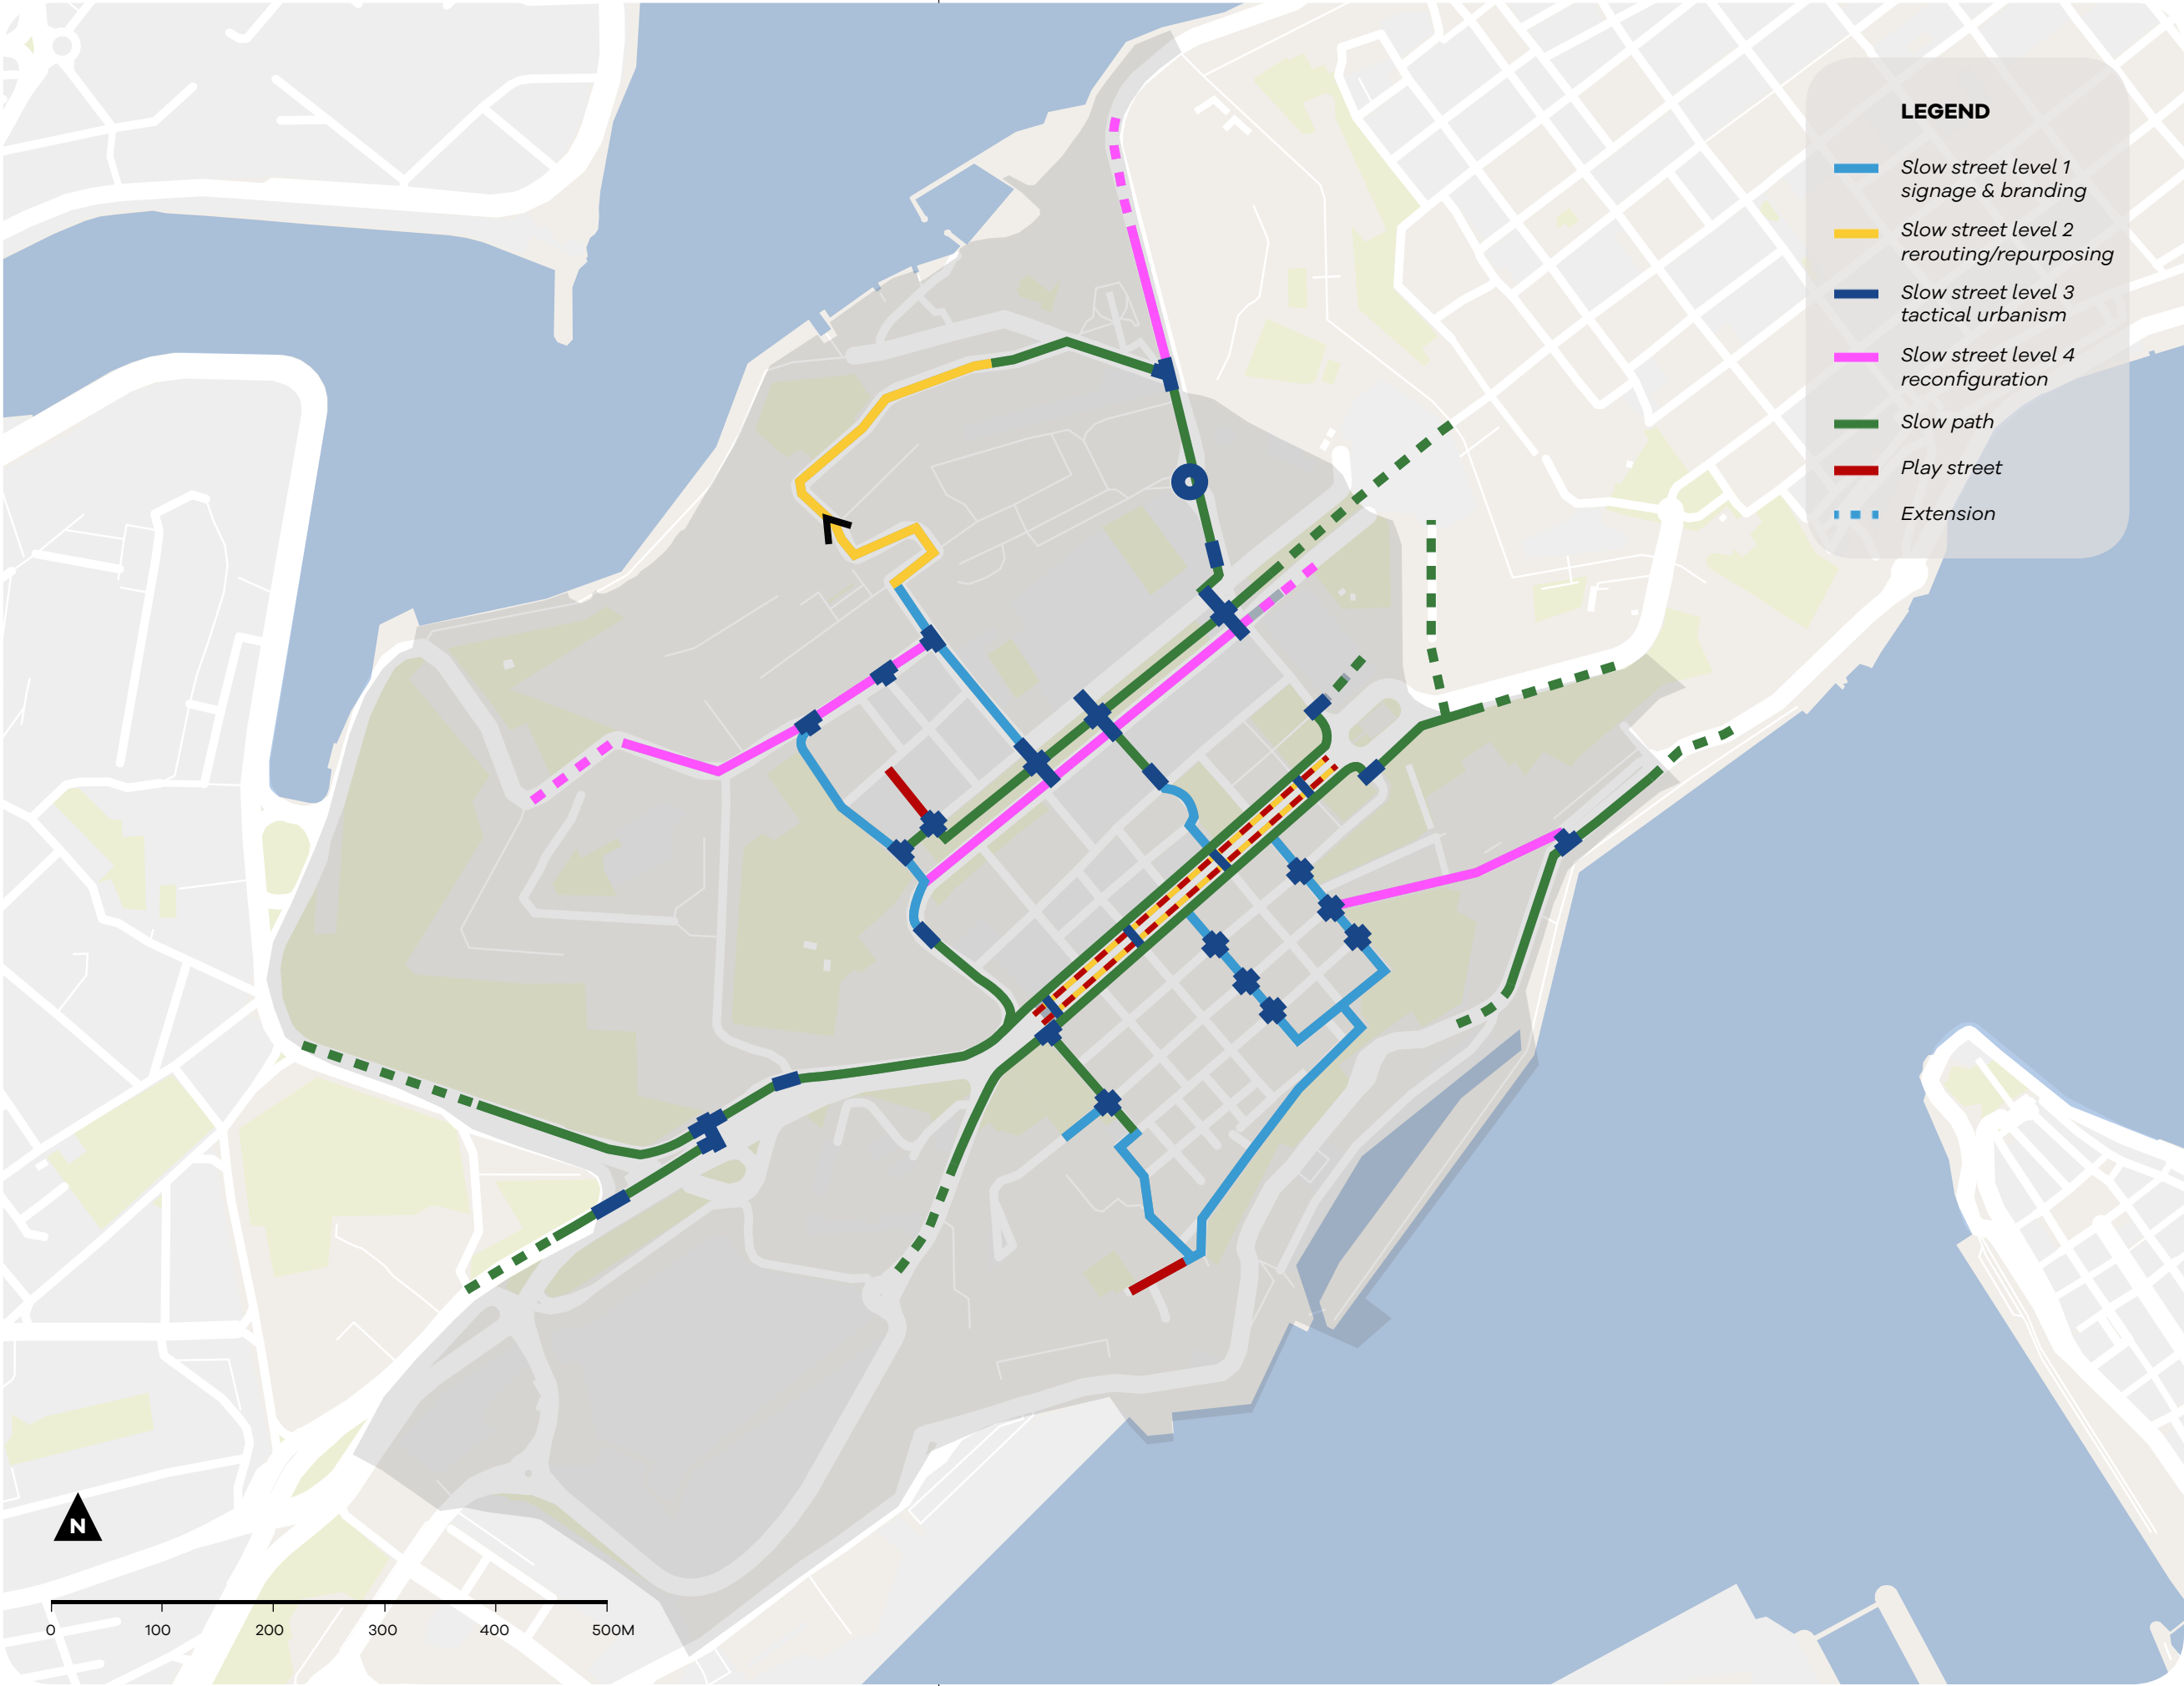 LEGEND
Slow street level 1
signage & branding
Slow street level 2
rerouting/repurposing
Slow street level 3
tactical urbanism
Slow street level 4
reconfiguration
Slow path
Play street
Extension
N
0 100 200 300 400 500M